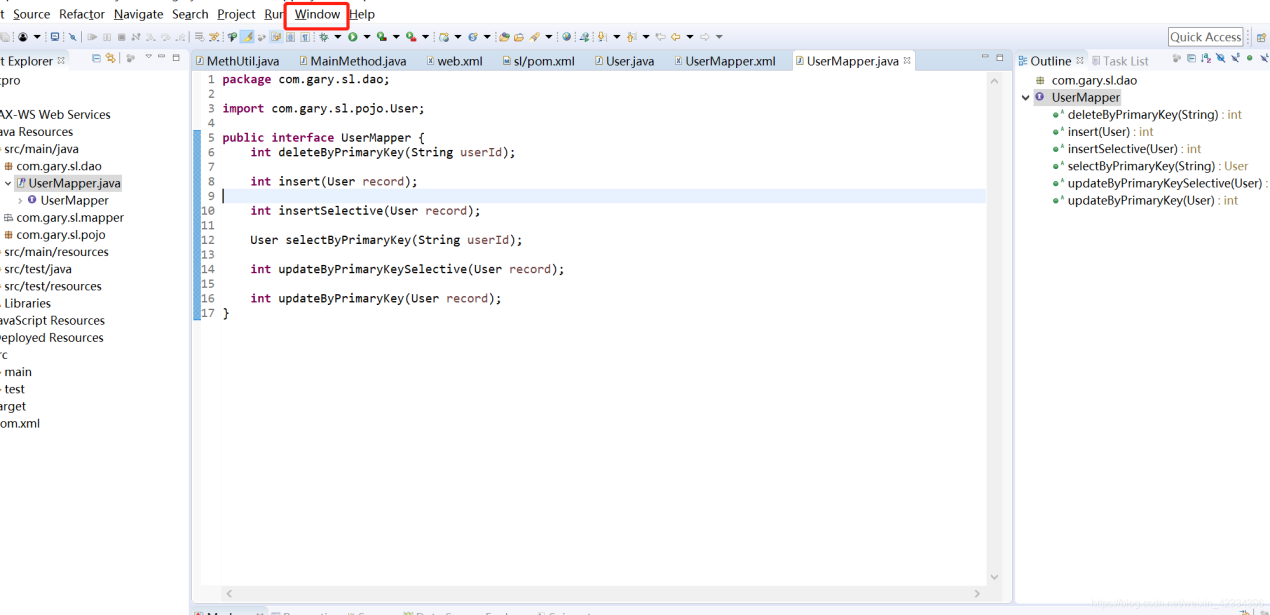 t Source Refactor Navigate Search Project Run Window Help
Quick Access
t Explorer
MethUtil.java MainMethod.java web.xml sl/pom.xml User.java UserMapper.xml UserMapper.java
Outline Task List
pro
AX-WS Web Services
ava Resources
src/main/java
com.gary.sl.dao
UserMapper.java
UserMapper
com.gary.sl.mapper
com.gary.sl.pojo
src/main/resources
src/test/java
src/test/resources
Libraries
avaScript Resources
eployed Resources
rc
main
test
arget
om.xml
1 package com.gary.sl.dao;
2
3 import com.gary.sl.pojo.User;
4
5 public interface UserMapper {
6 int deleteByPrimaryKey(String userId);
7
8 int insert(User record);
9
10 int insertSelective(User record);
11
12 User selectByPrimaryKey(String userId);
13
14 int updateByPrimaryKeySelective(User record);
15
16 int updateByPrimaryKey(User record);
17 }
com.gary.sl.dao
UserMapper
deleteByPrimaryKey(String) : int
insert(User) : int
insertSelective(User) : int
selectByPrimaryKey(String) : User
updateByPrimaryKeySelective(User) :
updateByPrimaryKey(User) : int